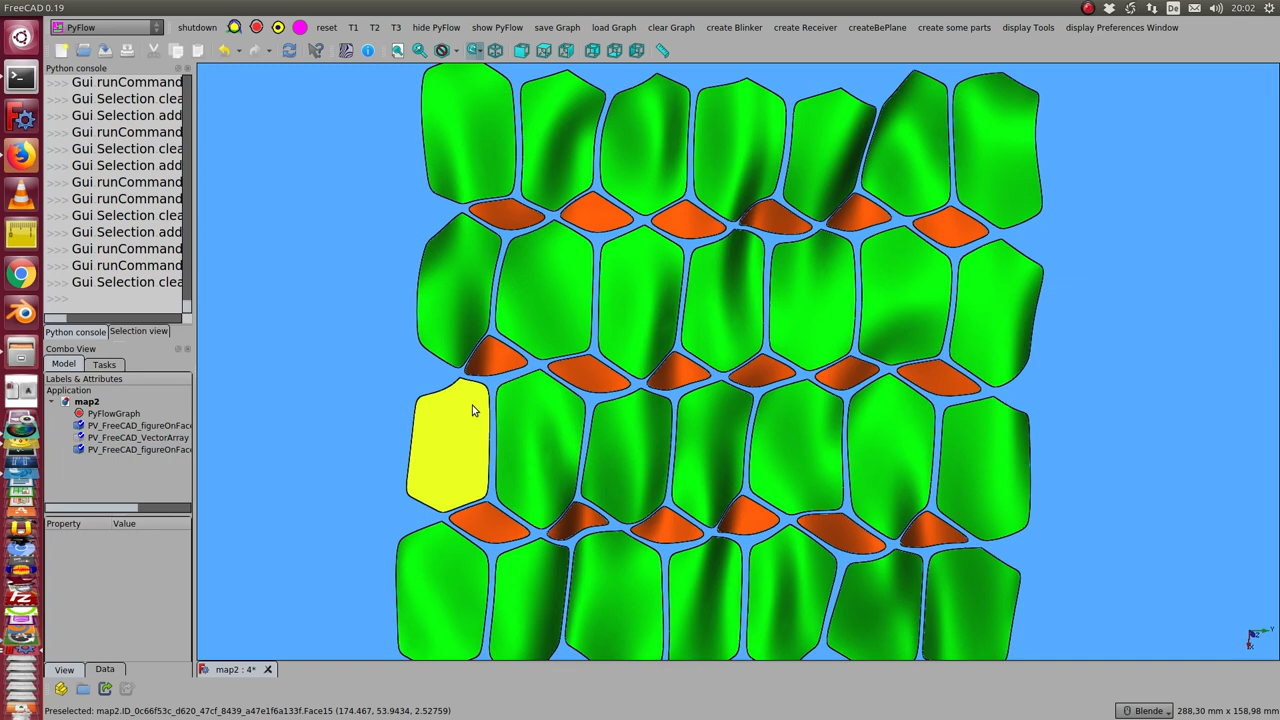 FreeCAD 0.19
De
20:02
PyFlow
shutdown
reset
T1
T2
T3
hide PyFlow
show PyFlow
save Graph
load Graph
clear Graph
create Blinker
create Receiver
createBePlane
create some parts
display Tools
display Preferences Window
Python console
>>> Gui runCommand
>>> Gui Selection clea
>>> Gui Selection add
>>> Gui runCommand
>>> Gui Selection clea
>>> Gui Selection add
>>> Gui runCommand
>>> Gui runCommand
>>> Gui Selection clea
>>> Gui Selection add
>>> Gui runCommand
>>> Gui runCommand
>>> Gui Selection clea
>>>
Python console
Selection view
Combo View
Model
Tasks
Labels & Attributes
Application
map2
PyFlowGraph
PV_FreeCAD_figureOnFace
PV_FreeCAD_VectorArray
PV_FreeCAD_figureOnFace
Property
Value
View
Data
map2 : 4*
Preselected: map2.ID_0c66f53c_d620_47cf_8439_a47e1f6a133f.Face15 (174.467, 53.9434, 2.52759)
Blende
288,30 mm x 158,98 mm